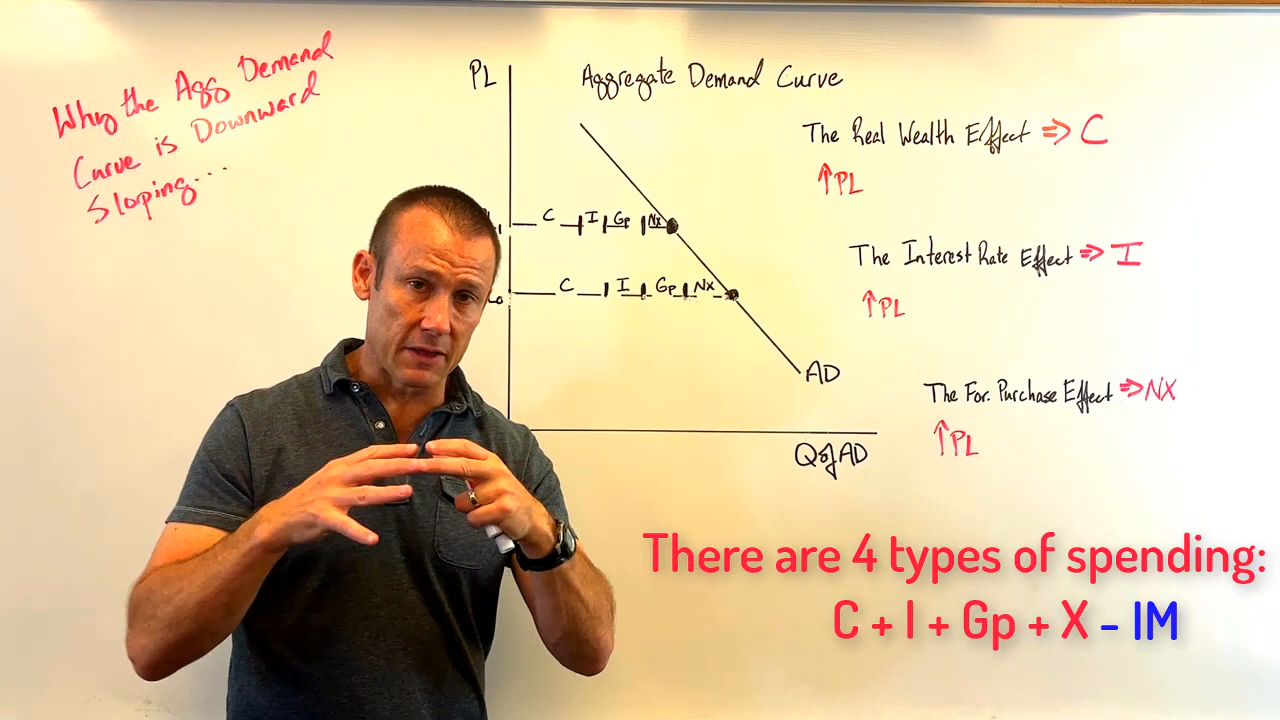 Why the Agg Demand
Curve is Downward
Sloping...
PL
Aggregate Demand Curve
C I Gp Nx
C I Gp NX
AD
Q of AD
The Real Wealth Effect ⇒ C
↑PL
The Interest Rate Effect ⇒ I
↑PL
The For. Purchase Effect ⇒ NX
↑PL
There are 4 types of spending:
C + I + Gp + X - IM